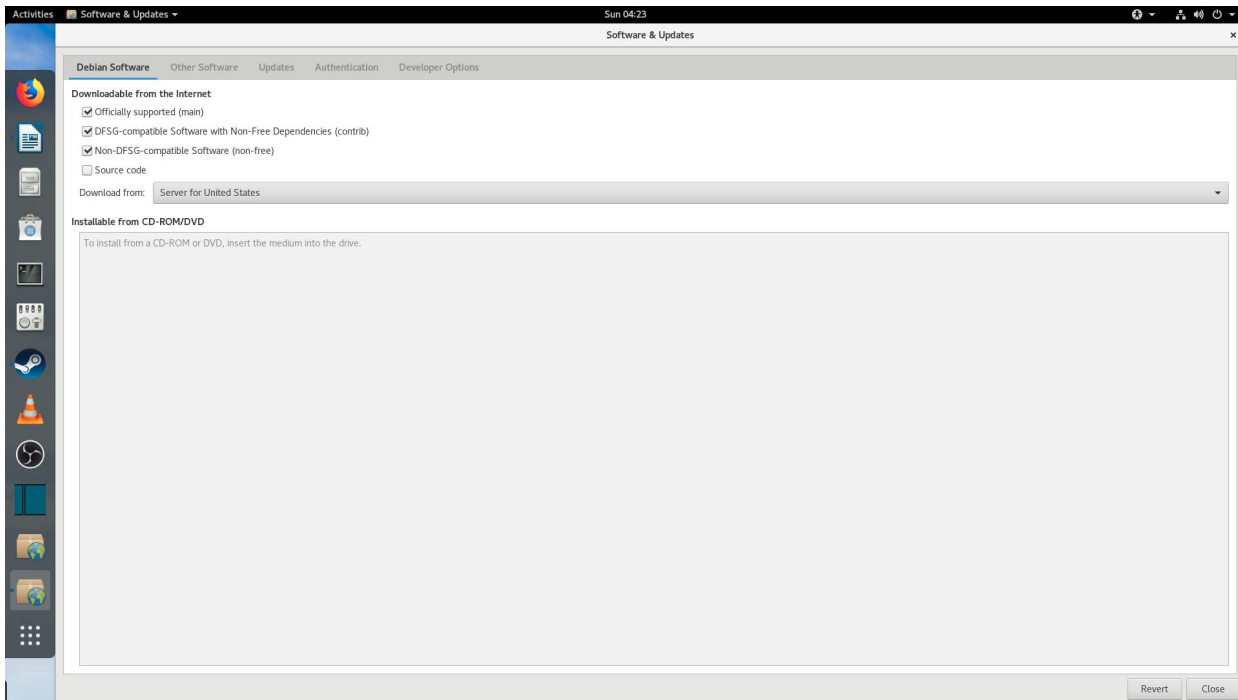 Activities Software & Updates Sun 04:23
Software & Updates
Debian Software Other Software Updates Authentication Developer Options
Downloadable from the Internet
Officially supported (main)
DFSG-compatible Software with Non-Free Dependencies (contrib)
Non-DFSG-compatible Software (non-free)
Source code
Download from: Server for United States
Installable from CD-ROM/DVD
To install from a CD-ROM or DVD, insert the medium into the drive.
Revert Close